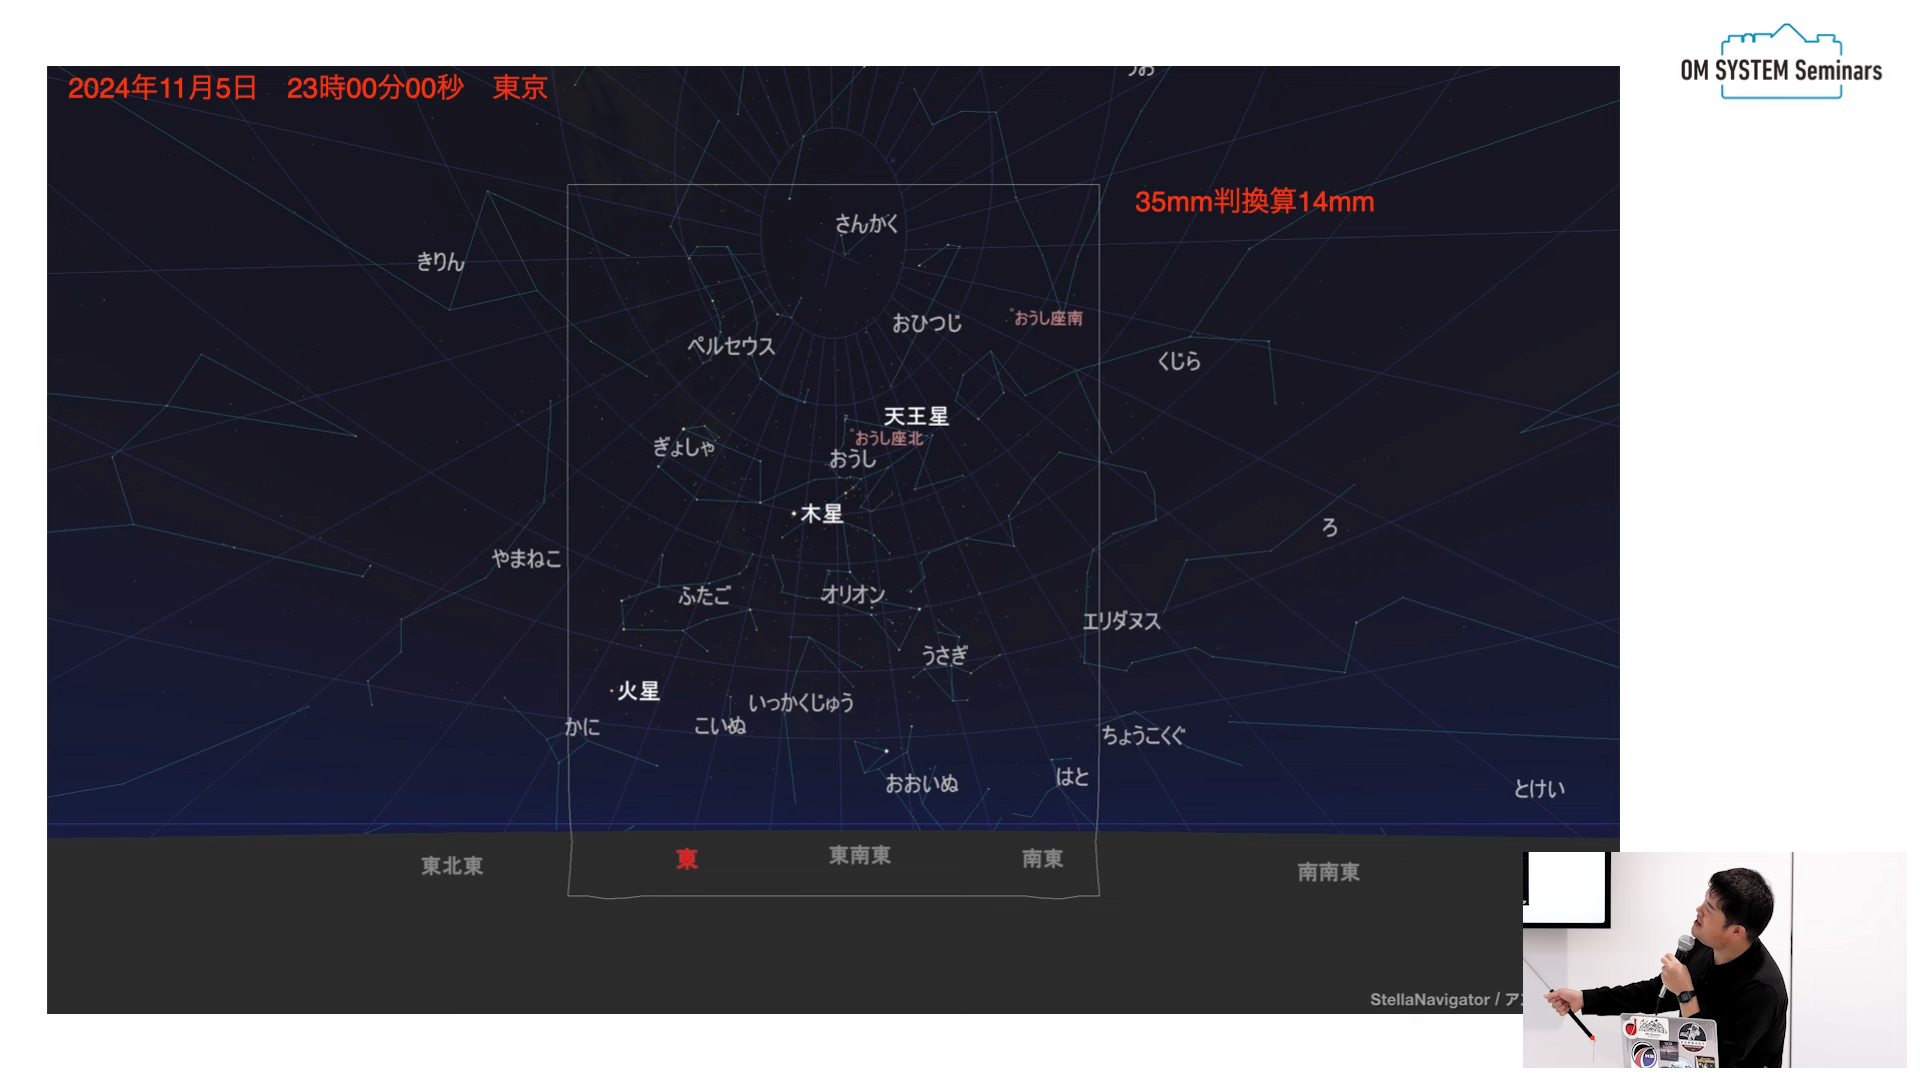 OM SYSTEM Seminars
2024年11月5日 23時00分00秒 東京
35mm判換算14mm
さんかく
きりん
おひつじ
おうし座南
ペルセウス
くじら
天王星
おうし座北
ぎょしゃ
おうし
木星
ろ
やまねこ
ふたご
オリオン
エリダヌス
うさぎ
火星
いっかくじゅう
かに
こいぬ
ちょうこくぐ
おおいぬ
はと
とけい
東北東
東
東南東
南東
南南東
StellaNavigator /